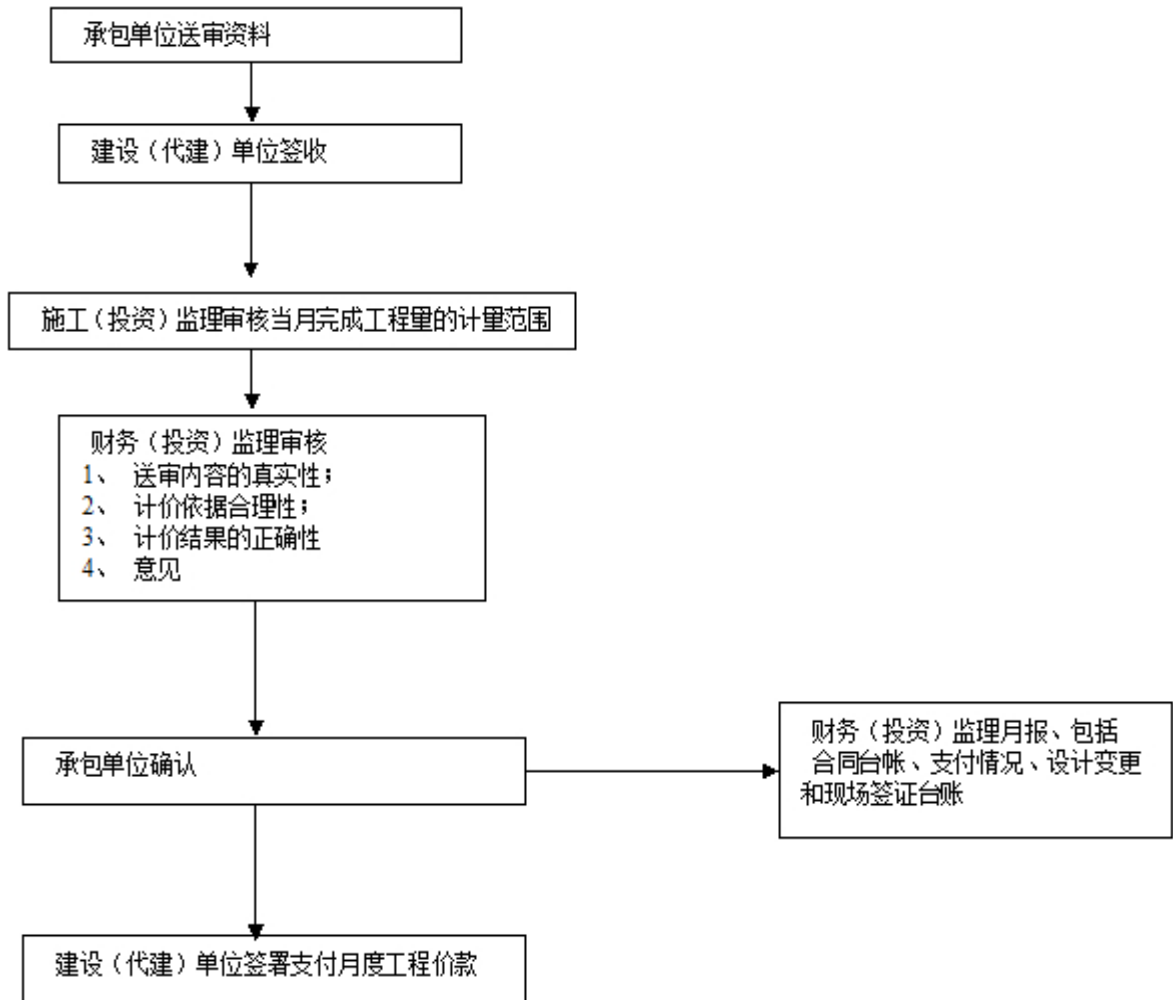 承包单位送审资料
建设（代建）单位签收
施工（投资）监理审核当月完成工程量的计量范围
财务（投资）监理审核
1、 送审内容的真实性；
2、 计价依据合理性；
3、 计价结果的正确性
4、 意见
承包单位确认
财务（投资）监理月报、包括
合同台帐、支付情况、设计变更
和现场签证台账
建设（代建）单位签署支付月度工程价款